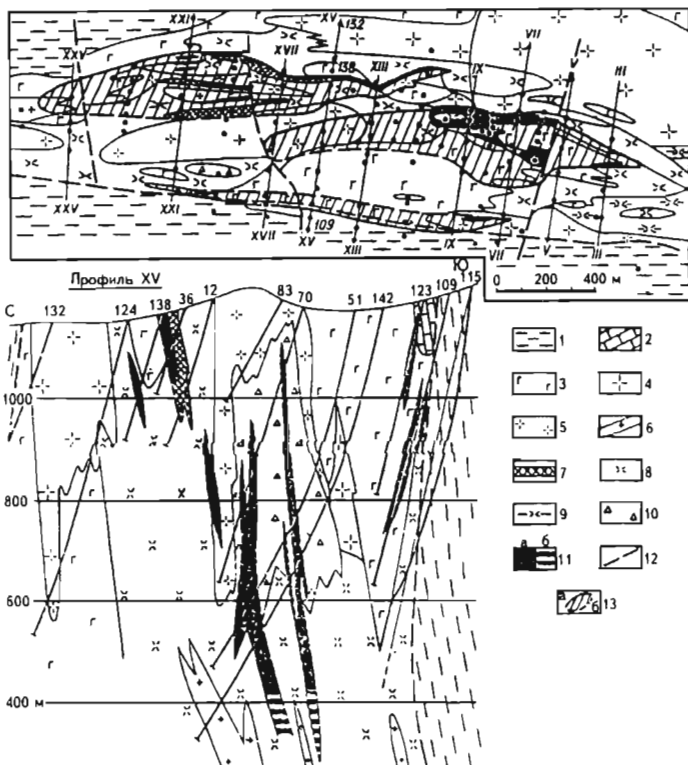 XXV XXI XVII XV 132 138 XIII IX VII V III
XXV XXI XVII XV 109 XIII IX VII V III
0 200 400 м
Профиль XV
С Ю
132 124 138 36 12 83 70 51 142 123 109 115
1000
800
600
400 м
1 2
3 4
5 6
7 8
9 10
а б 11 12
а б 13